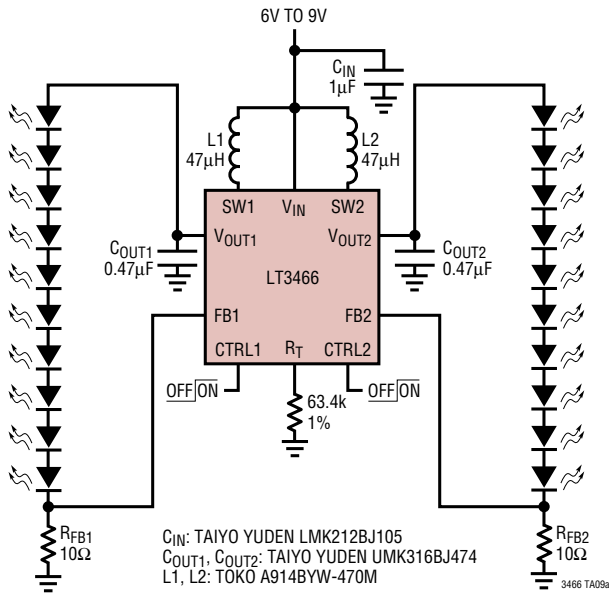 6V TO 9V
CIN
1µF
L1
47µH
L2
47µH
SW1 VIN SW2
VOUT1 VOUT2
COUT1
0.47µF
COUT2
0.47µF
LT3466
FB1 FB2
CTRL1 RT CTRL2
OFF ON
OFF ON
63.4k
1%
RFB1
10Ω
RFB2
10Ω
CIN: TAIYO YUDEN LMK212BJ105
COUT1, COUT2: TAIYO YUDEN UMK316BJ474
L1, L2: TOKO A914BYW-470M
3466 TA09a